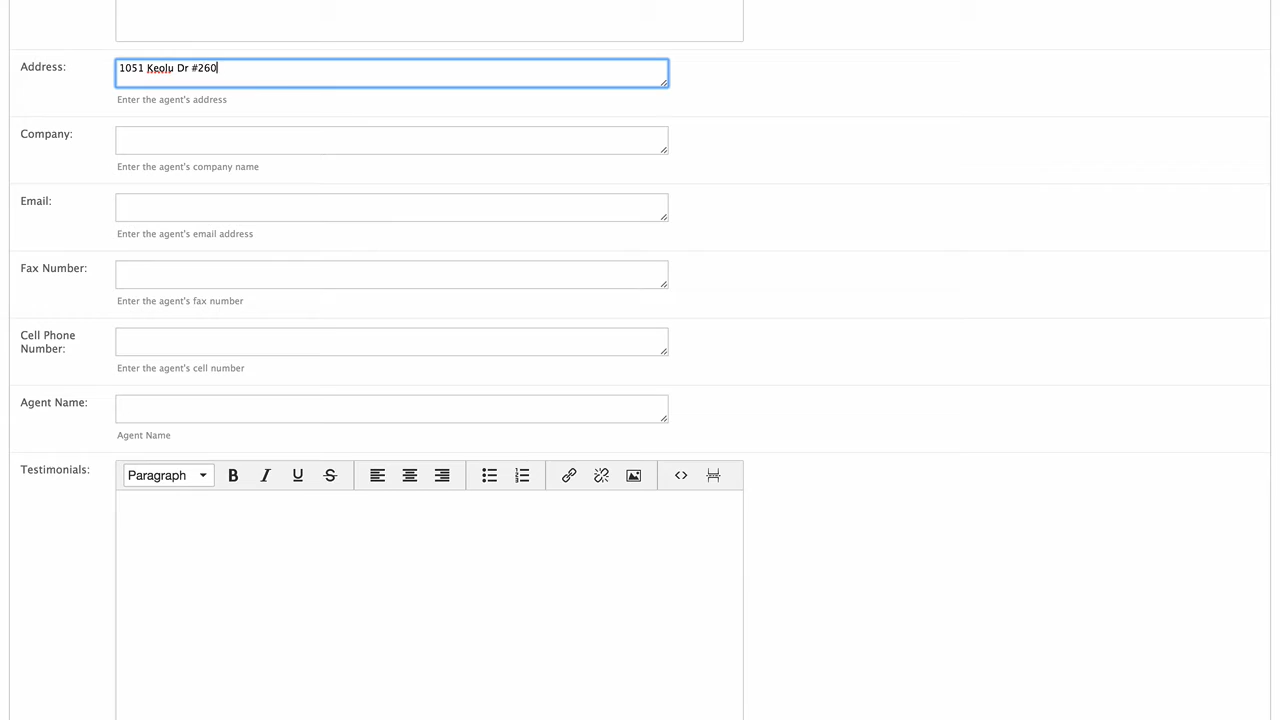 Address:
1051 Keolu Dr #260
Enter the agent's address
Company:
Enter the agent's company name
Email:
Enter the agent's email address
Fax Number:
Enter the agent's fax number
Cell Phone
Number:
Enter the agent's cell number
Agent Name:
Agent Name
Testimonials:
Paragraph B I U S